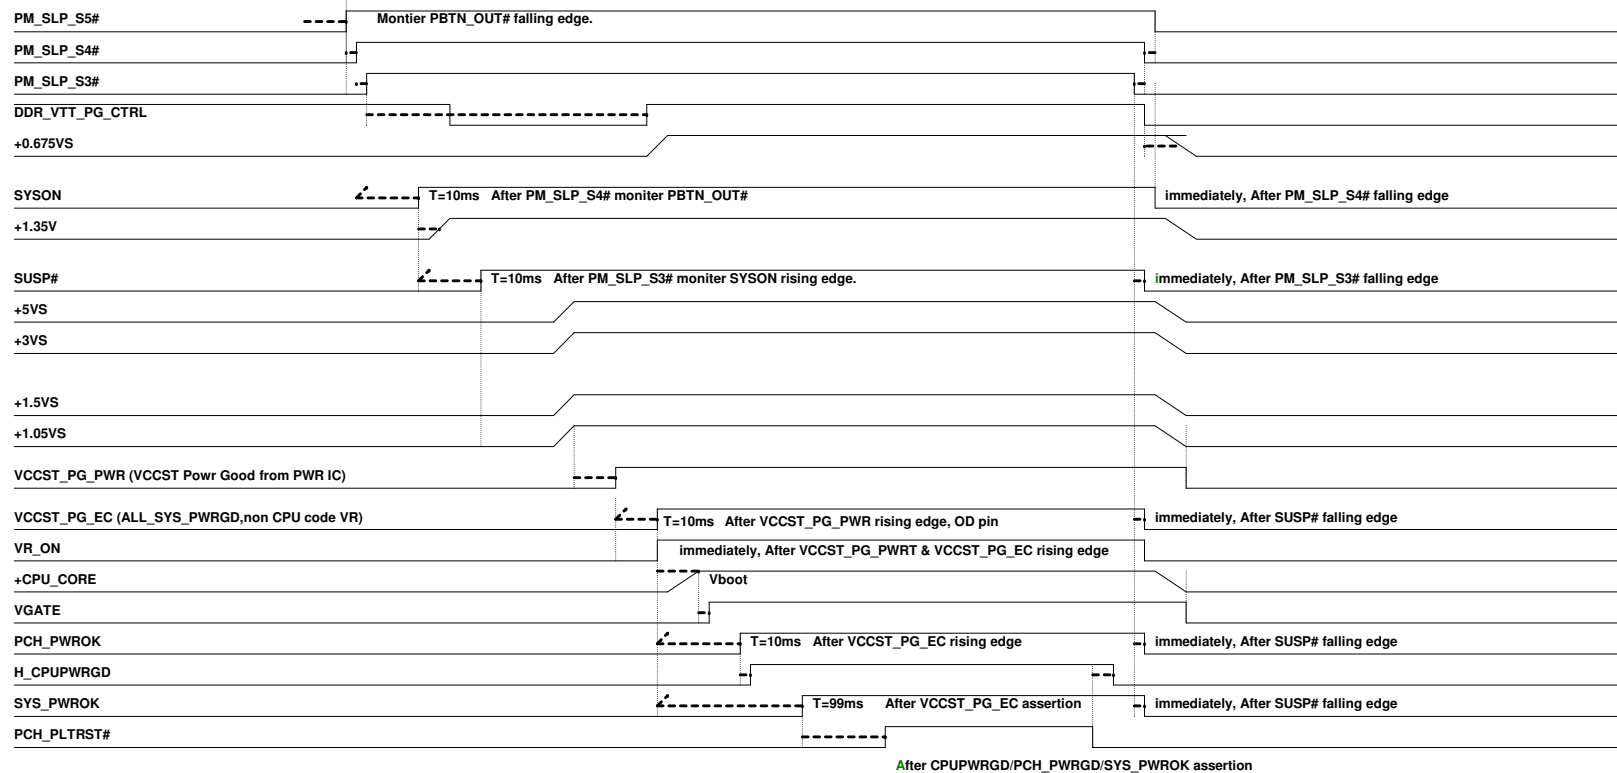 PM_SLP_S5# Montier PBTN_OUT# falling edge.
PM_SLP_S4#
PM_SLP_S3#
DDR_VTT_PG_CTRL
+0.675VS
SYSON T=10ms After PM_SLP_S4# moniter PBTN_OUT# immediately, After PM_SLP_S4# falling edge
+1.35V
SUSP# T=10ms After PM_SLP_S3# moniter SYSON rising edge. immediately, After PM_SLP_S3# falling edge
+5VS
+3VS
+1.5VS
+1.05VS
VCCST_PG_PWR (VCCST Powr Good from PWR IC)
VCCST_PG_EC (ALL_SYS_PWRGD,non CPU code VR) T=10ms After VCCST_PG_PWR rising edge, OD pin immediately, After SUSP# falling edge
VR_ON immediately, After VCCST_PG_PWRT & VCCST_PG_EC rising edge
+CPU_CORE Vboot
VGATE
PCH_PWROK T=10ms After VCCST_PG_EC rising edge immediately, After SUSP# falling edge
H_CPUPWRGD
SYS_PWROK T=99ms After VCCST_PG_EC assertion immediately, After SUSP# falling edge
PCH_PLTRST#
After CPUPWRGD/PCH_PWRGD/SYS_PWROK assertion